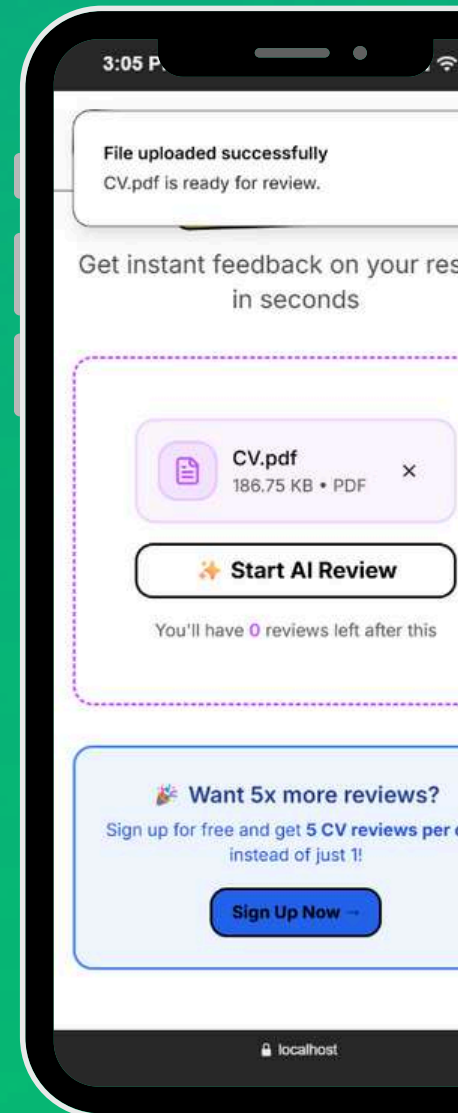 3:05 P
File uploaded successfully
CV.pdf is ready for review.
Get instant feedback on your res
in seconds
CV.pdf
186.75 KB • PDF
×
✨ Start AI Review
You'll have 0 reviews left after this
🎉 Want 5x more reviews?
Sign up for free and get 5 CV reviews per
instead of just 1!
Sign Up Now →
localhost